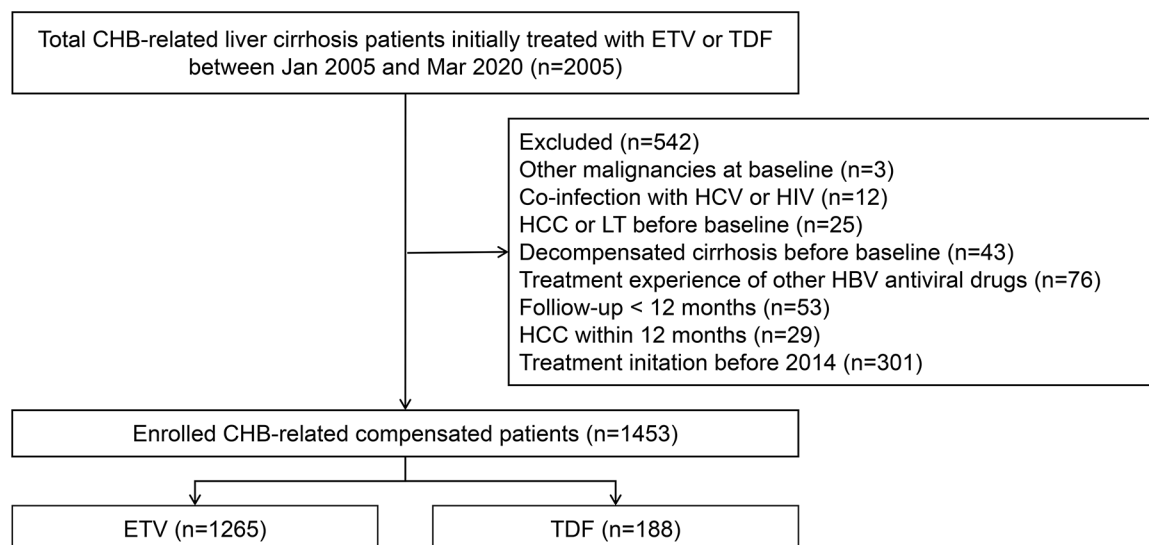 Total CHB-related liver cirrhosis patients initially treated with ETV or TDF
between Jan 2005 and Mar 2020 (n=2005)
Excluded (n=542)
Other malignancies at baseline (n=3)
Co-infection with HCV or HIV (n=12)
HCC or LT before baseline (n=25)
Decompensated cirrhosis before baseline (n=43)
Treatment experience of other HBV antiviral drugs (n=76)
Folliow-up < 12 months (n=53)
HCC within 12 months (n=29)
Treatment initation before 2014 (n=301)
Enrolled CHB-related compensated patients (n=1453)
ETV (n=1265)
TDF (n=188)